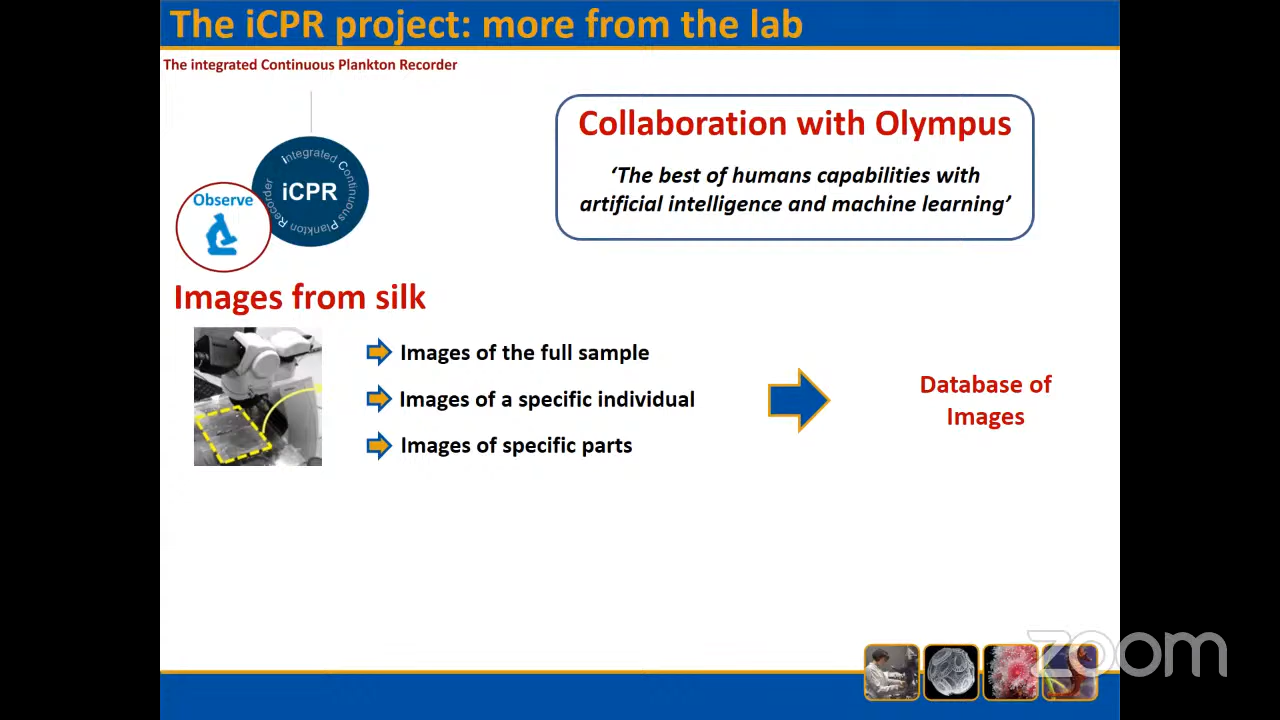 The iCPR project: more from the lab
The integrated Continuous Plankton Recorder
Collaboration with Olympus
‘The best of humans capabilities with
artificial intelligence and machine learning’
Integrated Continuous Plankton Recorder
iCPR
Observe
Images from silk
Images of the full sample
Images of a specific individual
Images of specific parts
Database of
Images
zoom